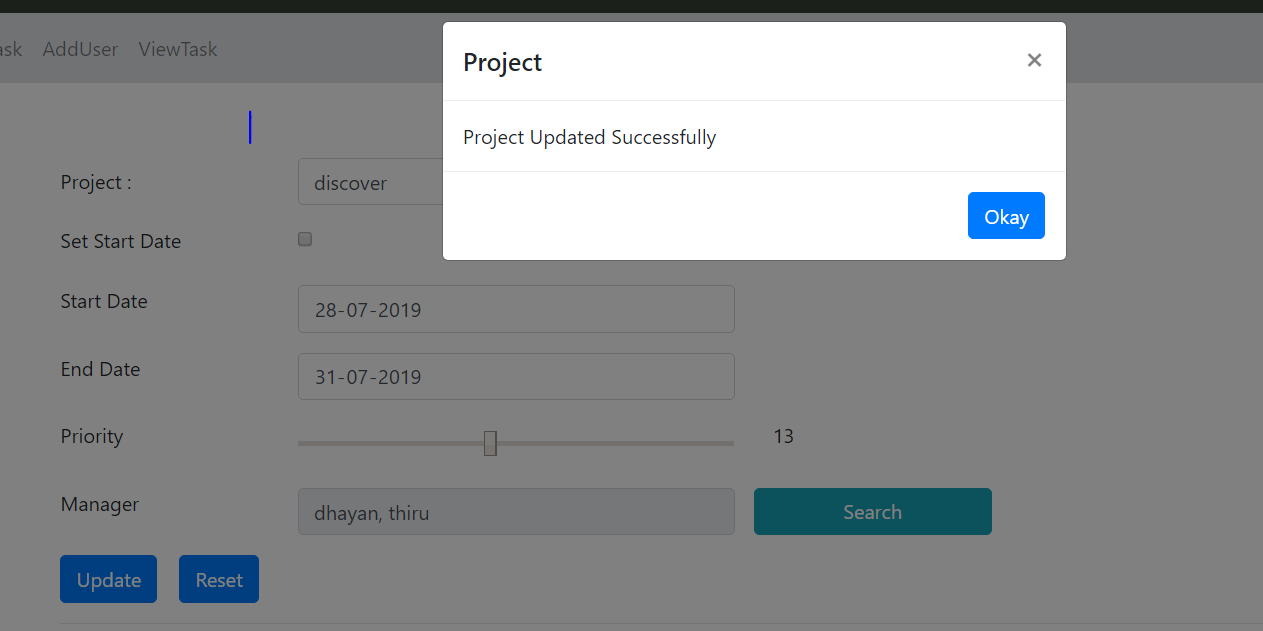 AddUser ViewTask
Project ×
Project Updated Successfully
Okay
Project : discover
Set Start Date
Start Date 28-07-2019
End Date 31-07-2019
Priority 13
Manager dhayan, thiru Search
Update Reset